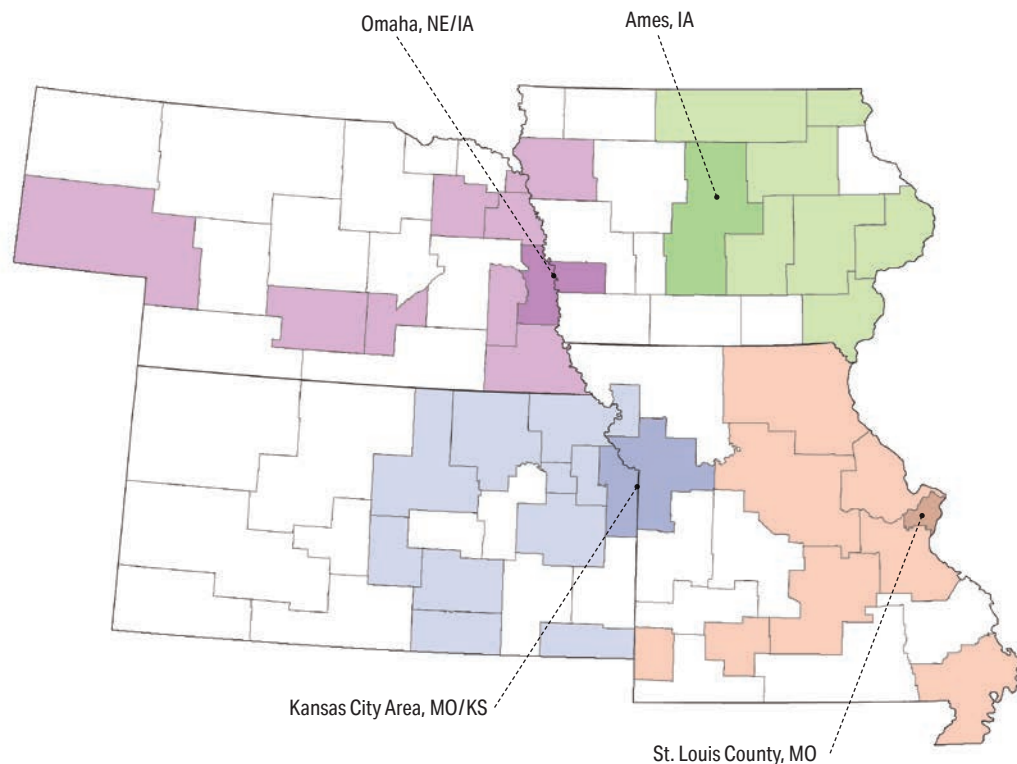 Omaha, NE/IA
Ames, IA
Kansas City Area, MO/KS
St. Louis County, MO